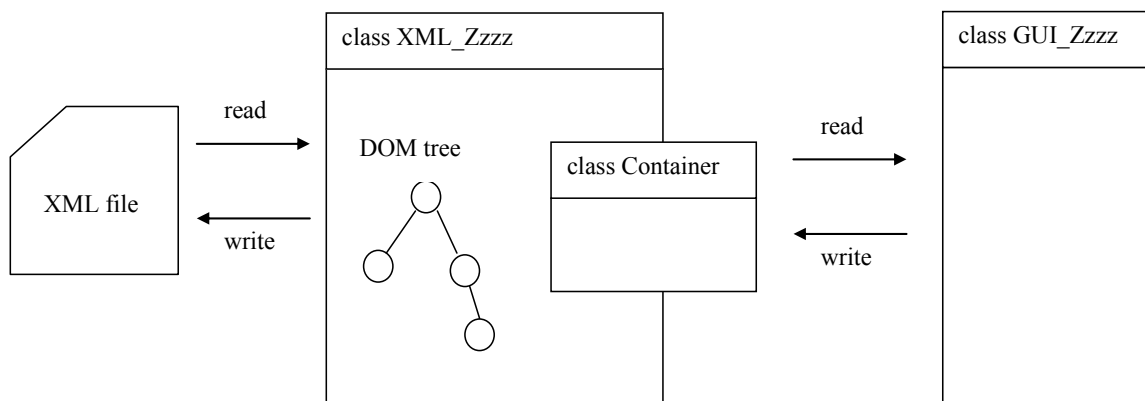 class XML_Zzzz
class GUI_Zzzz
read
XML file
write
DOM tree
class Container
read
write